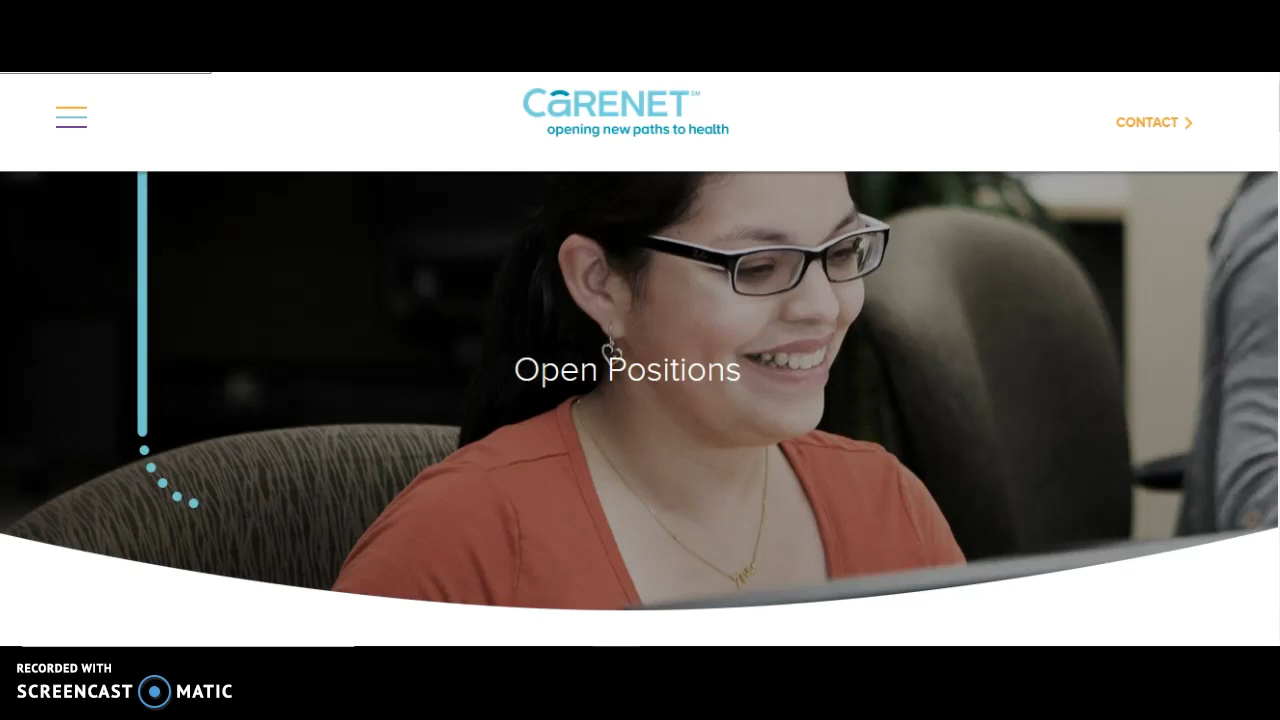 CARENET SM
opening new paths to health
CONTACT
Open Positions
RECORDED WITH
SCREENCAST MATIC